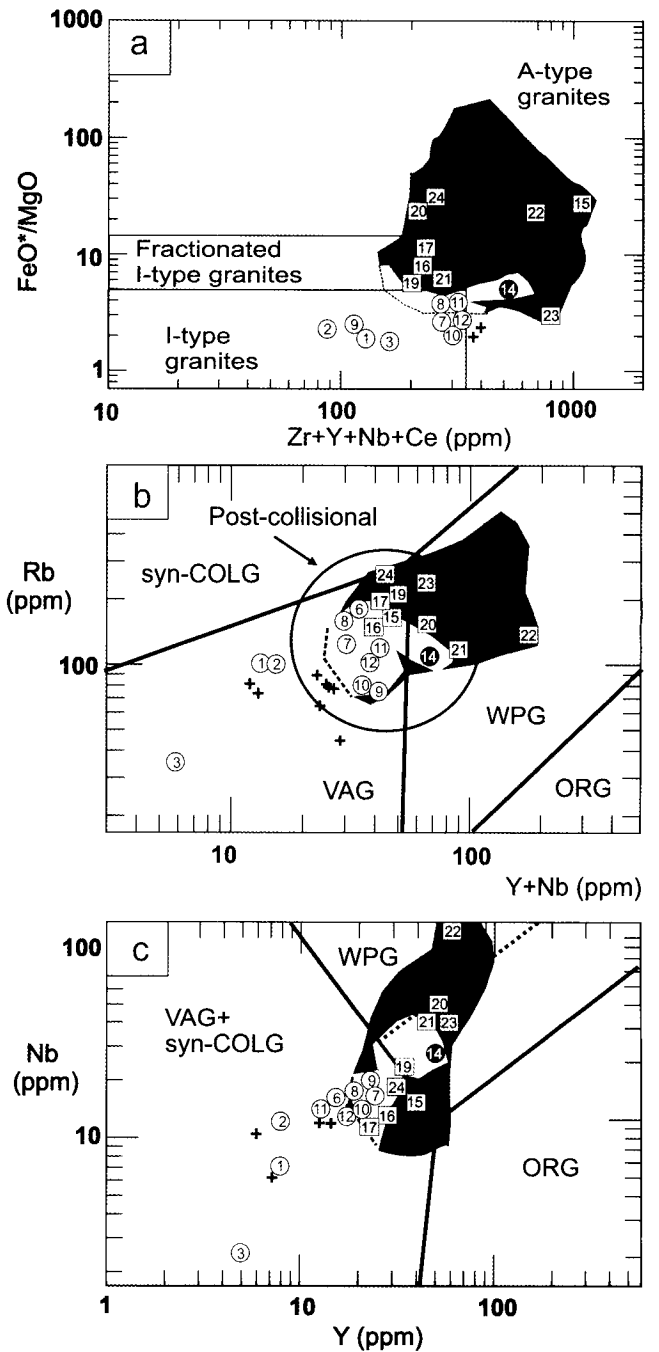 1000
a
A-type
granites
100
FeO*/MgO
24
20
22
15
10
Fractionated
I-type granites
17
16
19
21
14
8
11
23
I-type
granites
2
9
1
18
7
12
10
1
10
100
1000
Zr+Y+Nb+Ce (ppm)
b
Post-collisional
Rb
(ppm)
syn-COLG
24
23
19
17
6
15
20
8
16
7
22
12
21
14
12
100
1
2
10
9
WPG
3
VAG
ORG
10
100
Y+Nb (ppm)
100
c
WPG
22
VAG+
syn-COLG
20
21
23
Nb
(ppm)
14
19
9
24
8
7
6
15
11
10
12
16
17
2
10
1
ORG
3
1
10
100
Y (ppm)